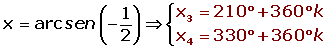 x = arcsen(-1/2) ⇒ { x₃ = 210° + 360°k
x₄ = 330° + 360°k